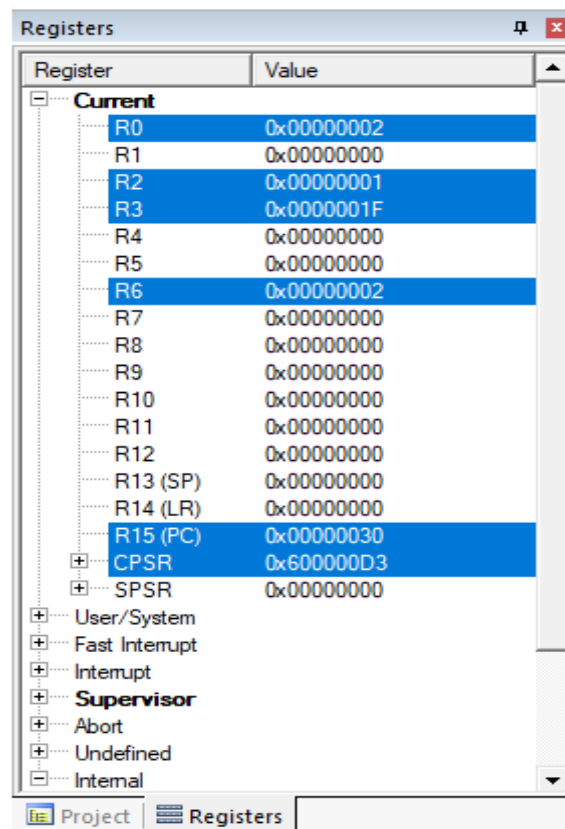 Registers
Register Value
Current
R0 0x00000002
R1 0x00000000
R2 0x00000001
R3 0x0000001F
R4 0x00000000
R5 0x00000000
R6 0x00000002
R7 0x00000000
R8 0x00000000
R9 0x00000000
R10 0x00000000
R11 0x00000000
R12 0x00000000
R13 (SP) 0x00000000
R14 (LR) 0x00000000
R15 (PC) 0x00000030
CPSR 0x600000D3
SPSR 0x00000000
User/System
Fast Interrupt
Interrupt
Supervisor
Abort
Undefined
Internal
Project Registers